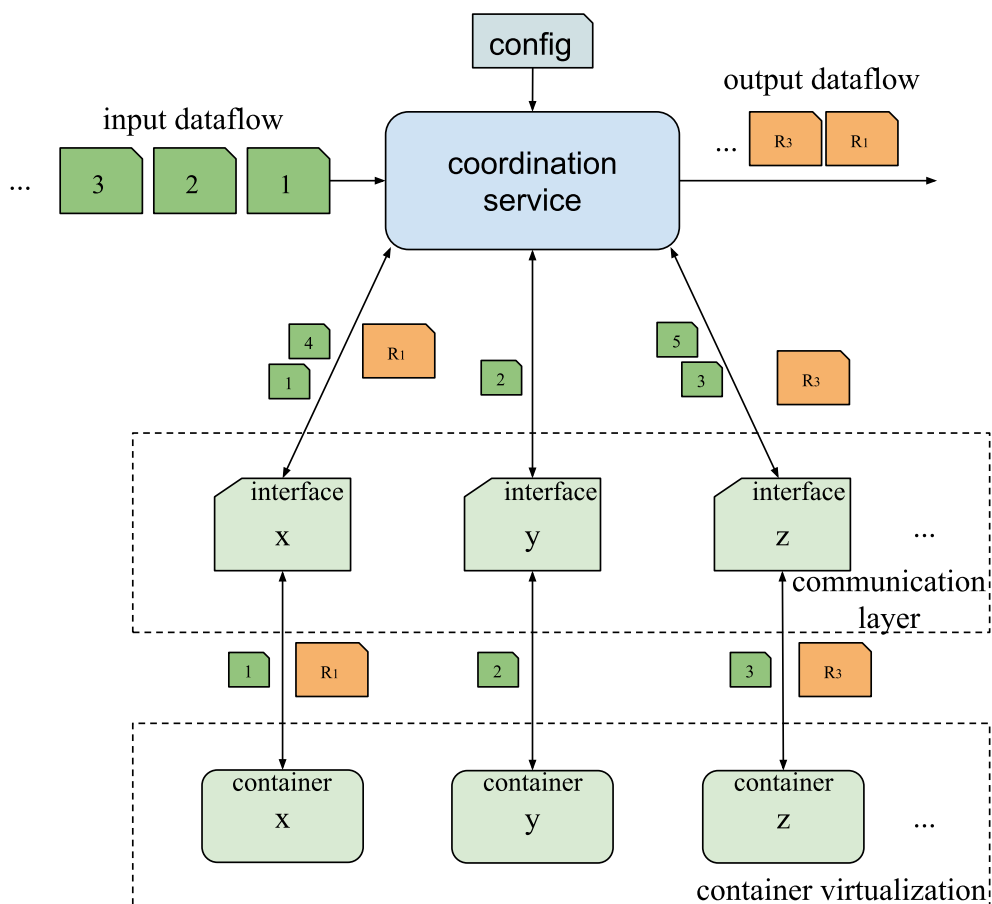 config
output dataflow
input dataflow
... R3 R1
... 3 2 1
coordination
service
4
1
R1
2
5
3
R3
interface
x
interface
y
interface
z
...
communication
layer
1 R1
2
3 R3
container
x
container
y
container
z
...
container virtualization